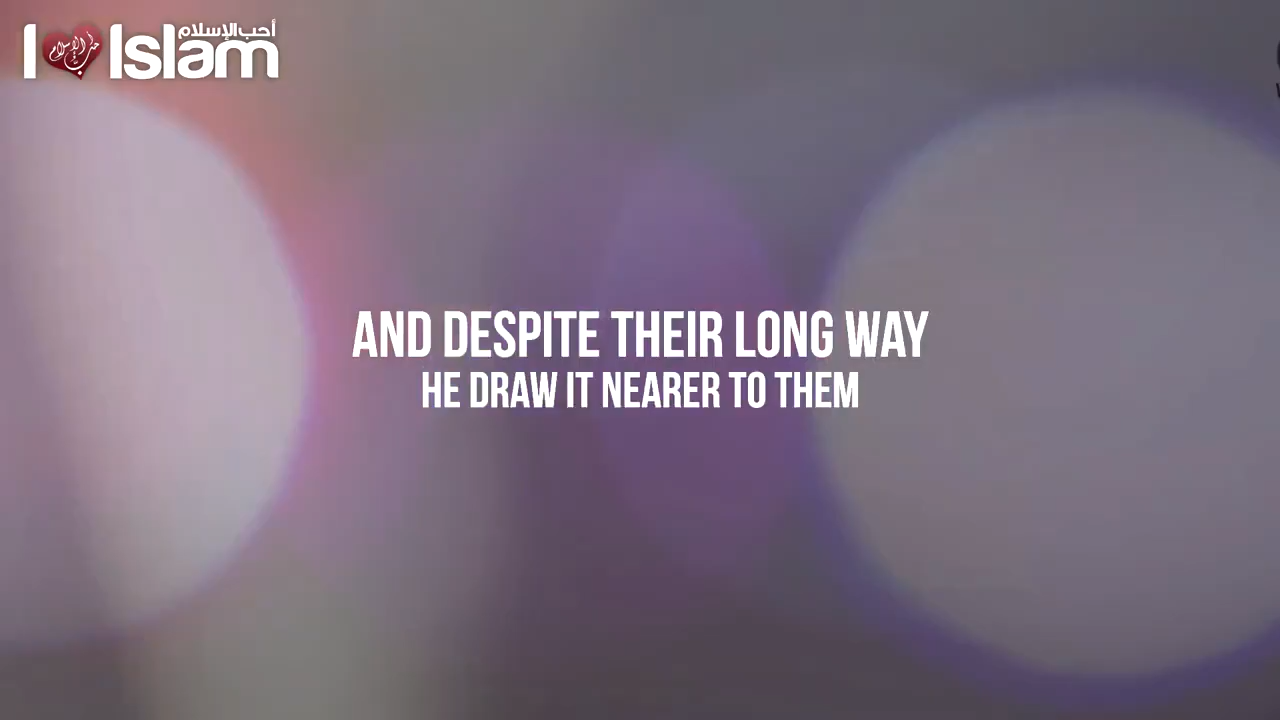 أحب الإسلام
I Islam
AND DESPITE THEIR LONG WAY
HE DRAW IT NEARER TO THEM